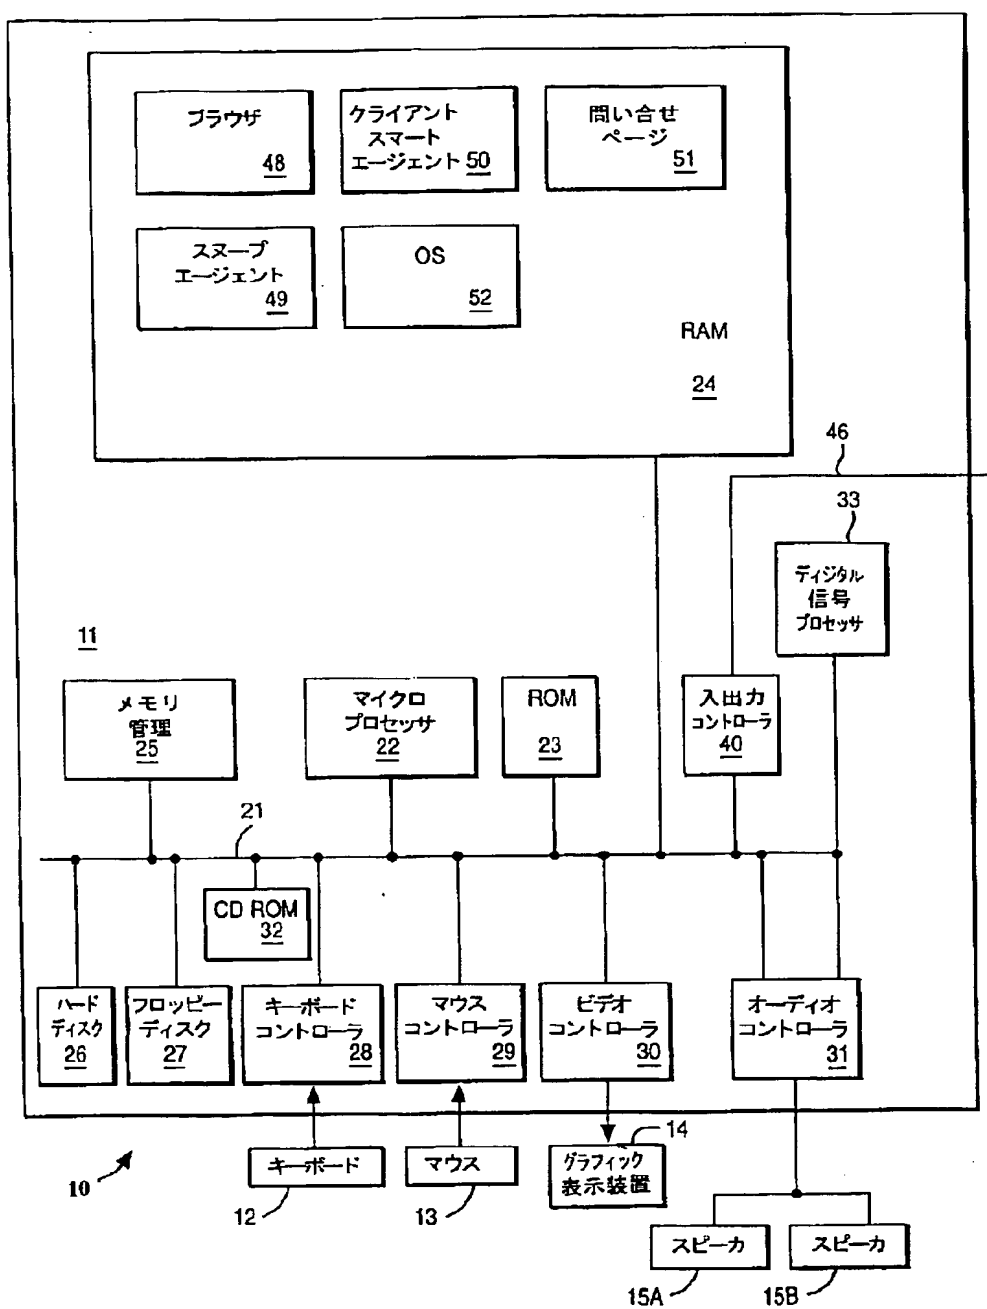 ブラウザ
48
クライアント
スマート
エージェント 50
問い合せ
ページ
51
スヌープ
エージェント
49
OS
52
RAM
24
46
33
ディジタル
信号
プロセッサ
11
メモリ
管理
25
マイクロ
プロセッサ
22
ROM
23
入出力
コントローラ
40
21
CD ROM
32
ハード
ディスク
26
フロッピー
ディスク
27
キーボード
コントローラ
28
マウス
コントローラ
29
ビデオ
コントローラ
30
オーディオ
コントローラ
31
10
キーボード
12
マウス
13
14
グラフィック
表示装置
スピーカ
15A
スピーカ
15B